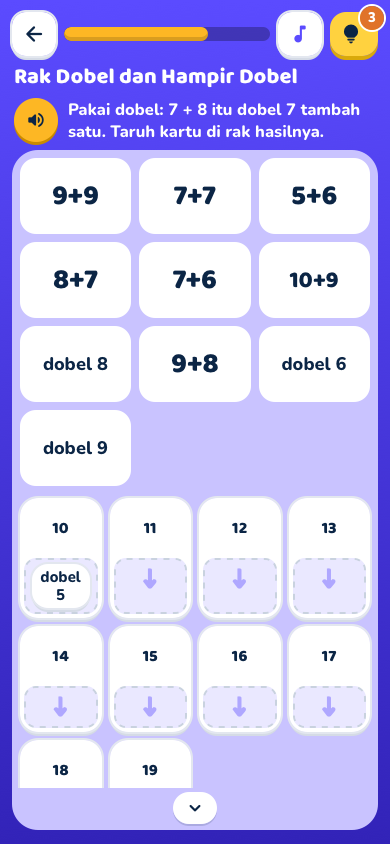 3
Rak Dobel dan Hampir Dobel
Pakai dobel: 7 + 8 itu dobel 7 tambah
satu. Taruh kartu di rak hasilnya.
9+9 7+7 5+6
8+7 7+6 10+9
dobel 8 9+8 dobel 6
dobel 9
10 11 12 13
dobel
5
14 15 16 17
18 19